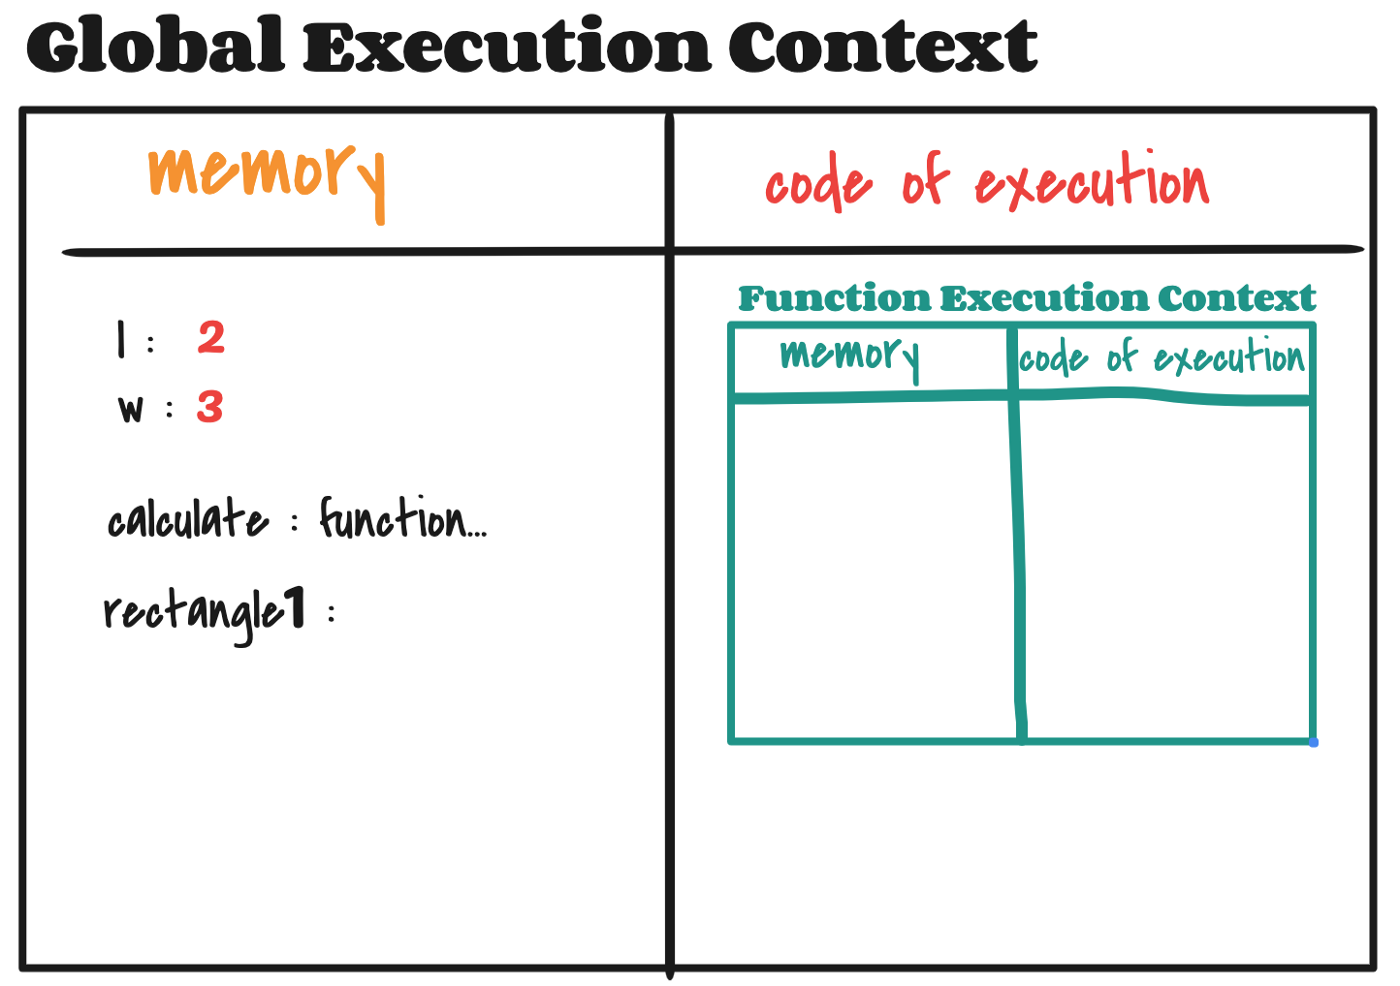 Global Execution Context
memory
code of execution
l : 2
w : 3
calculate : function...
rectangle1 :
Function Execution Context
memory
code of execution